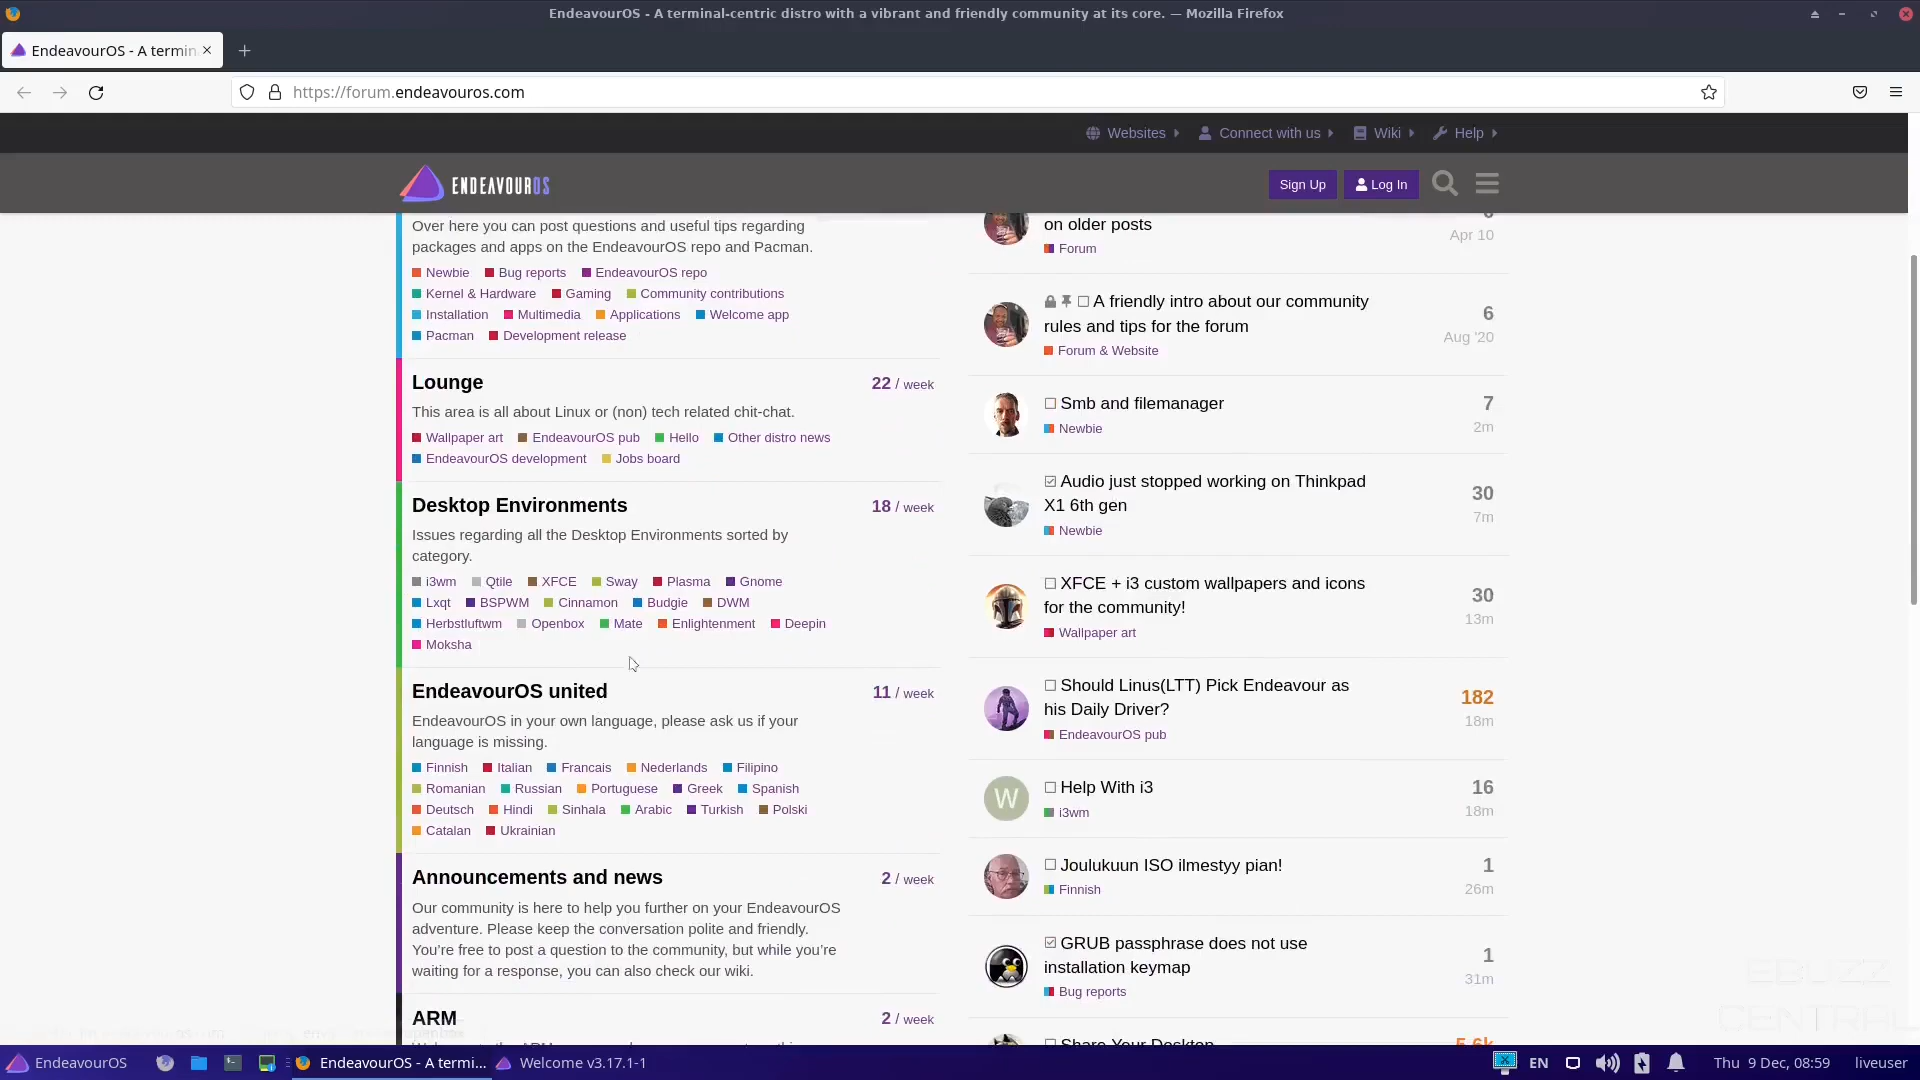 EndeavourOS - A terminal-centric distro with a vibrant and friendly community at its core. — Mozilla Firefox
EndeavourOS - A termin
https://forum.endeavouros.com
Websites
Connect with us
Wiki
Help
ENDEAVOUROS
Sign Up
Log In
Over here you can post questions and useful tips regarding
packages and apps on the EndeavourOS repo and Pacman.
Newbie Bug reports EndeavourOS repo
Kernel & Hardware Gaming Community contributions
Installation Multimedia Applications Welcome app
Pacman Development release
Lounge
22 / week
This area is all about Linux or (non) tech related chit-chat.
Wallpaper art EndeavourOS pub Hello Other distro news
EndeavourOS development Jobs board
Desktop Environments
18 / week
Issues regarding all the Desktop Environments sorted by
category.
i3wm Qtile XFCE Sway Plasma Gnome
Lxqt BSPWM Cinnamon Budgie DWM
Herbstluftwm Openbox Mate Enlightenment Deepin
Moksha
EndeavourOS united
11 / week
EndeavourOS in your own language, please ask us if your
language is missing.
Finnish Italian Francais Nederlands Filipino
Romanian Russian Portuguese Greek Spanish
Deutsch Hindi Sinhala Arabic Turkish Polski
Catalan Ukrainian
Announcements and news
2 / week
Our community is here to help you further on your EndeavourOS
adventure. Please keep the conversation polite and friendly.
You’re free to post a question to the community, but while you’re
waiting for a response, you can also check our wiki.
ARM
2 / week
on older posts
Apr 10
Forum
A friendly intro about our community
rules and tips for the forum
6
Aug '20
Forum & Website
Smb and filemanager
7
2m
Newbie
Audio just stopped working on Thinkpad
X1 6th gen
30
7m
Newbie
XFCE + i3 custom wallpapers and icons
for the community!
30
13m
Wallpaper art
Should Linus(LTT) Pick Endeavour as
his Daily Driver?
182
18m
EndeavourOS pub
W
Help With i3
16
18m
i3wm
Joulukuun ISO ilmestyy pian!
1
26m
Finnish
GRUB passphrase does not use
installation keymap
1
31m
Bug reports
Share Your Desktop
5.6k
EBUZZ
CENTRAL
EndeavourOS
EndeavourOS - A termi...
Welcome v3.17.1-1
EN
Thu 9 Dec, 08:59
liveuser